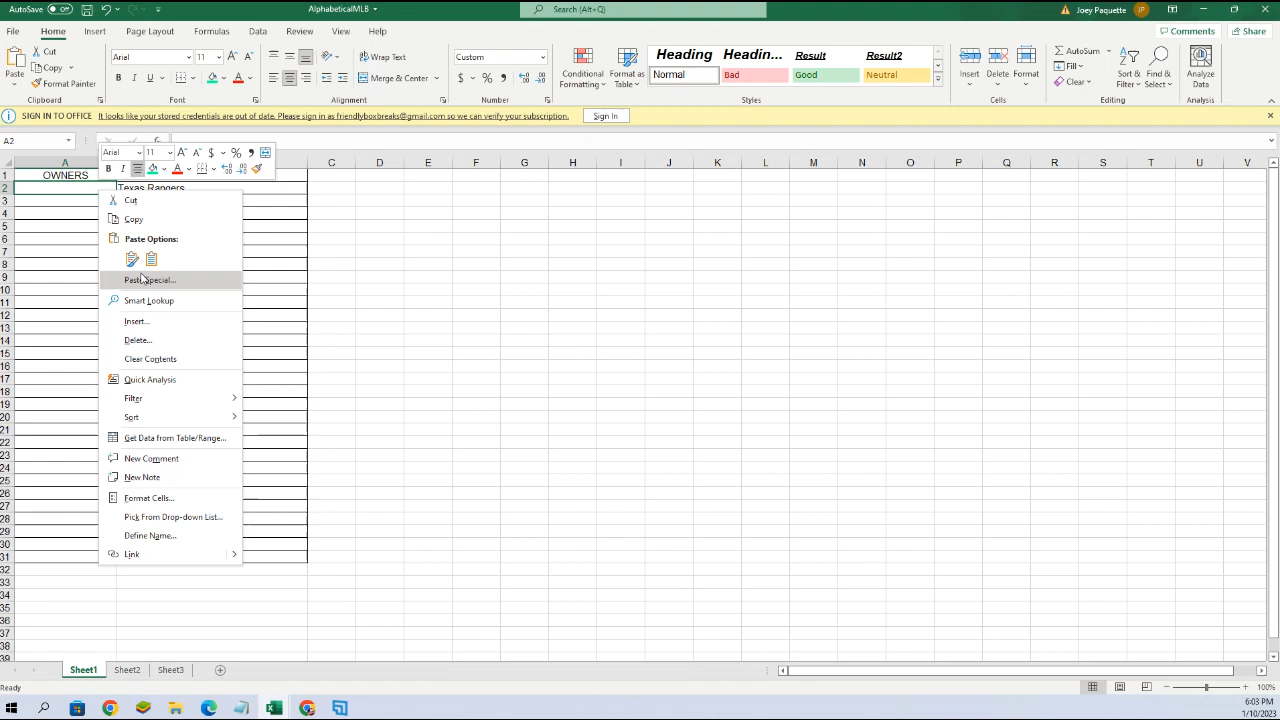 AutoSave Off AlphabeticalMLB Search (Alt+Q) Joey Paquette JP
File Home Insert Page Layout Formulas Data Review View Help Comments Share
Paste Cut Copy Format Painter Clipboard
Arial 11 B I U A A Font
Wrap Text Merge & Center Alignment
Custom $ % , Number
Conditional Formatting Format as Table Heading Headin... Result Result2 Normal Bad Good Neutral Styles
Insert Delete Format Cells
AutoSum Fill Clear Sort & Filter Find & Select Editing
Analyze Data Analysis
SIGN IN TO OFFICE It looks like your stored credentials are out of date. Please sign in as friendlyboxbreaks@gmail.com so we can verify your subscription. Sign In
A2 fx
Arial 11 A A $ % ,
B I A
A C D E F G H I J K L M N O P Q R S T U V
1 OWNERS
2 Texas Rangers
3
4
5
6
7
8
9
10
11
12
13
14
15
16
17
18
19
20
21
22
23
24
25
26
27
28
29
30
31
32
33
34
35
36
37
38
39
Cut
Copy
Paste Options:
Paste Special...
Smart Lookup
Insert...
Delete...
Clear Contents
Quick Analysis
Filter
Sort
Get Data from Table/Range...
New Comment
New Note
Format Cells...
Pick From Drop-down List...
Define Name...
Link
Sheet1 Sheet2 Sheet3
Ready 100%
6:03 PM
1/10/2023